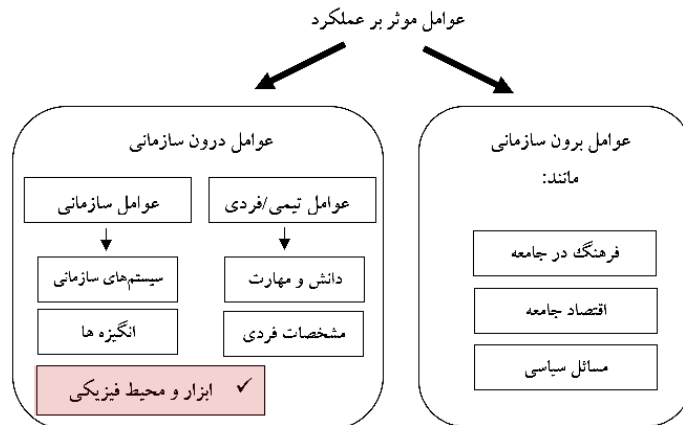 عوامل موثر بر عملکرد
عوامل درون سازمانی
عوامل سازمانی
سیستم‌های سازمانی
انگیزه ها
عوامل تیمی/فردی
دانش و مهارت
مشخصات فردی
✓ ابزار و محیط فیزیکی
عوامل برون سازمانی
مانند:
فرهنگ در جامعه
اقتصاد جامعه
مسائل سیاسی